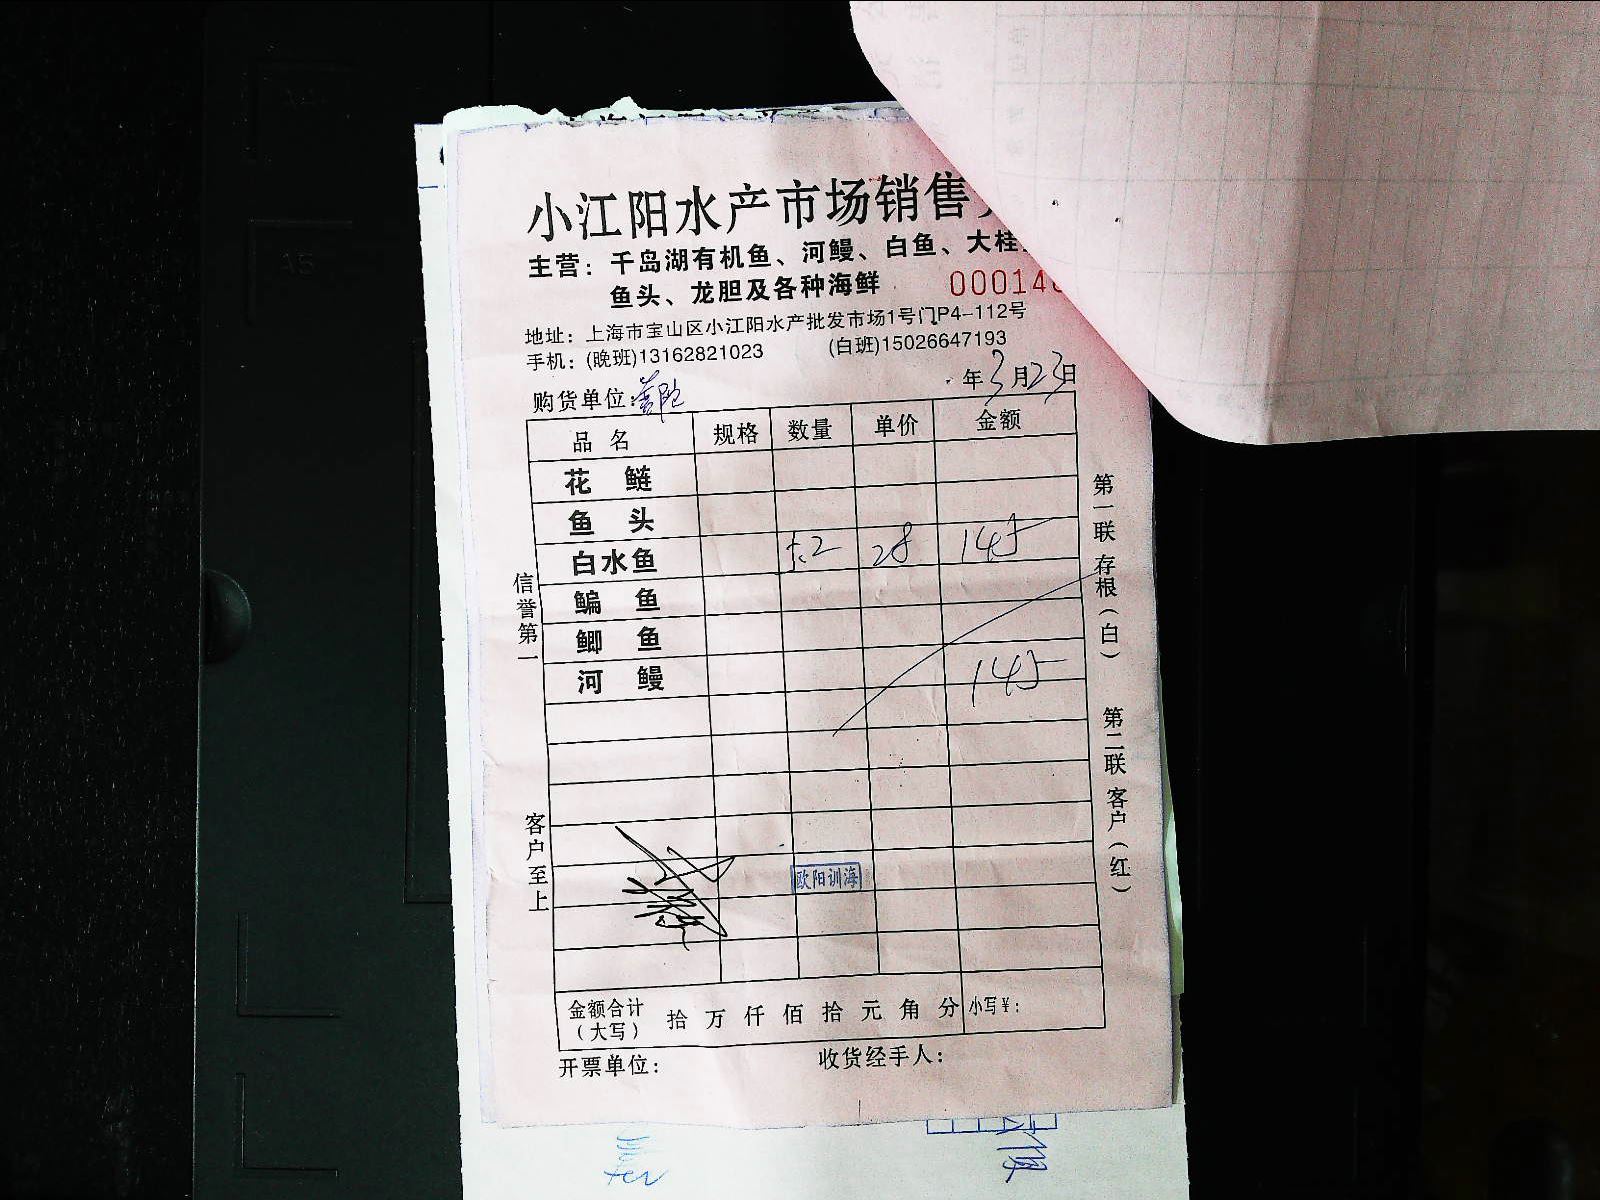 小江阳水产市场销售
主营：千岛湖有机鱼、河鳗、白鱼、大桂
鱼头、龙胆及各种海鲜
00014
地址：上海市宝山区小江阳水产批发市场1号门P4-112号
手机：(晚班)13162821023 (白班)15026647193
购货单位： 年3月23日
品名 规格 数量 单价 金额
花鲢
鱼头
白水鱼 5.2 28 145
鳊鱼
鲫鱼
河鳗 145
欧阳训海
金额合计（大写） 拾 万 仟 佰 拾 元 角 分 小写¥：
开票单位： 收货经手人：
信誉第一
客户至上
第一联 存根（白）
第二联 客户（红）